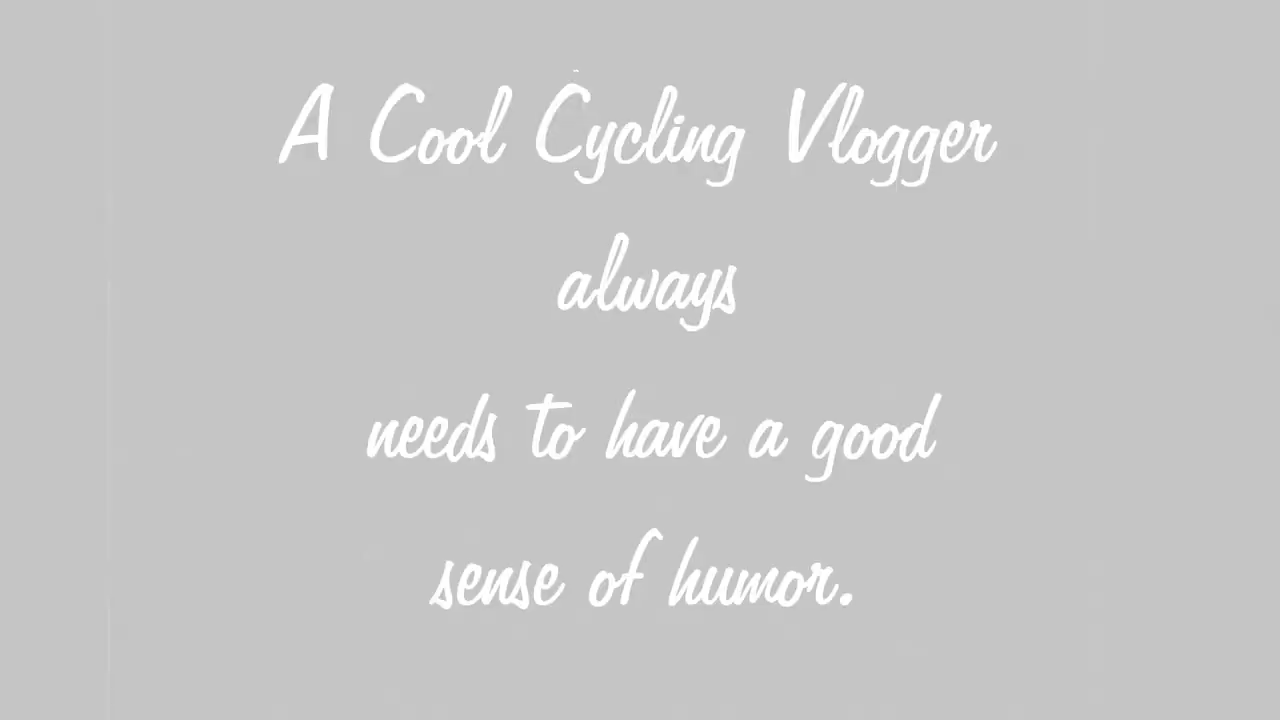 A Cool Cycling Vlogger
always
needs to have a good
sense of humor.